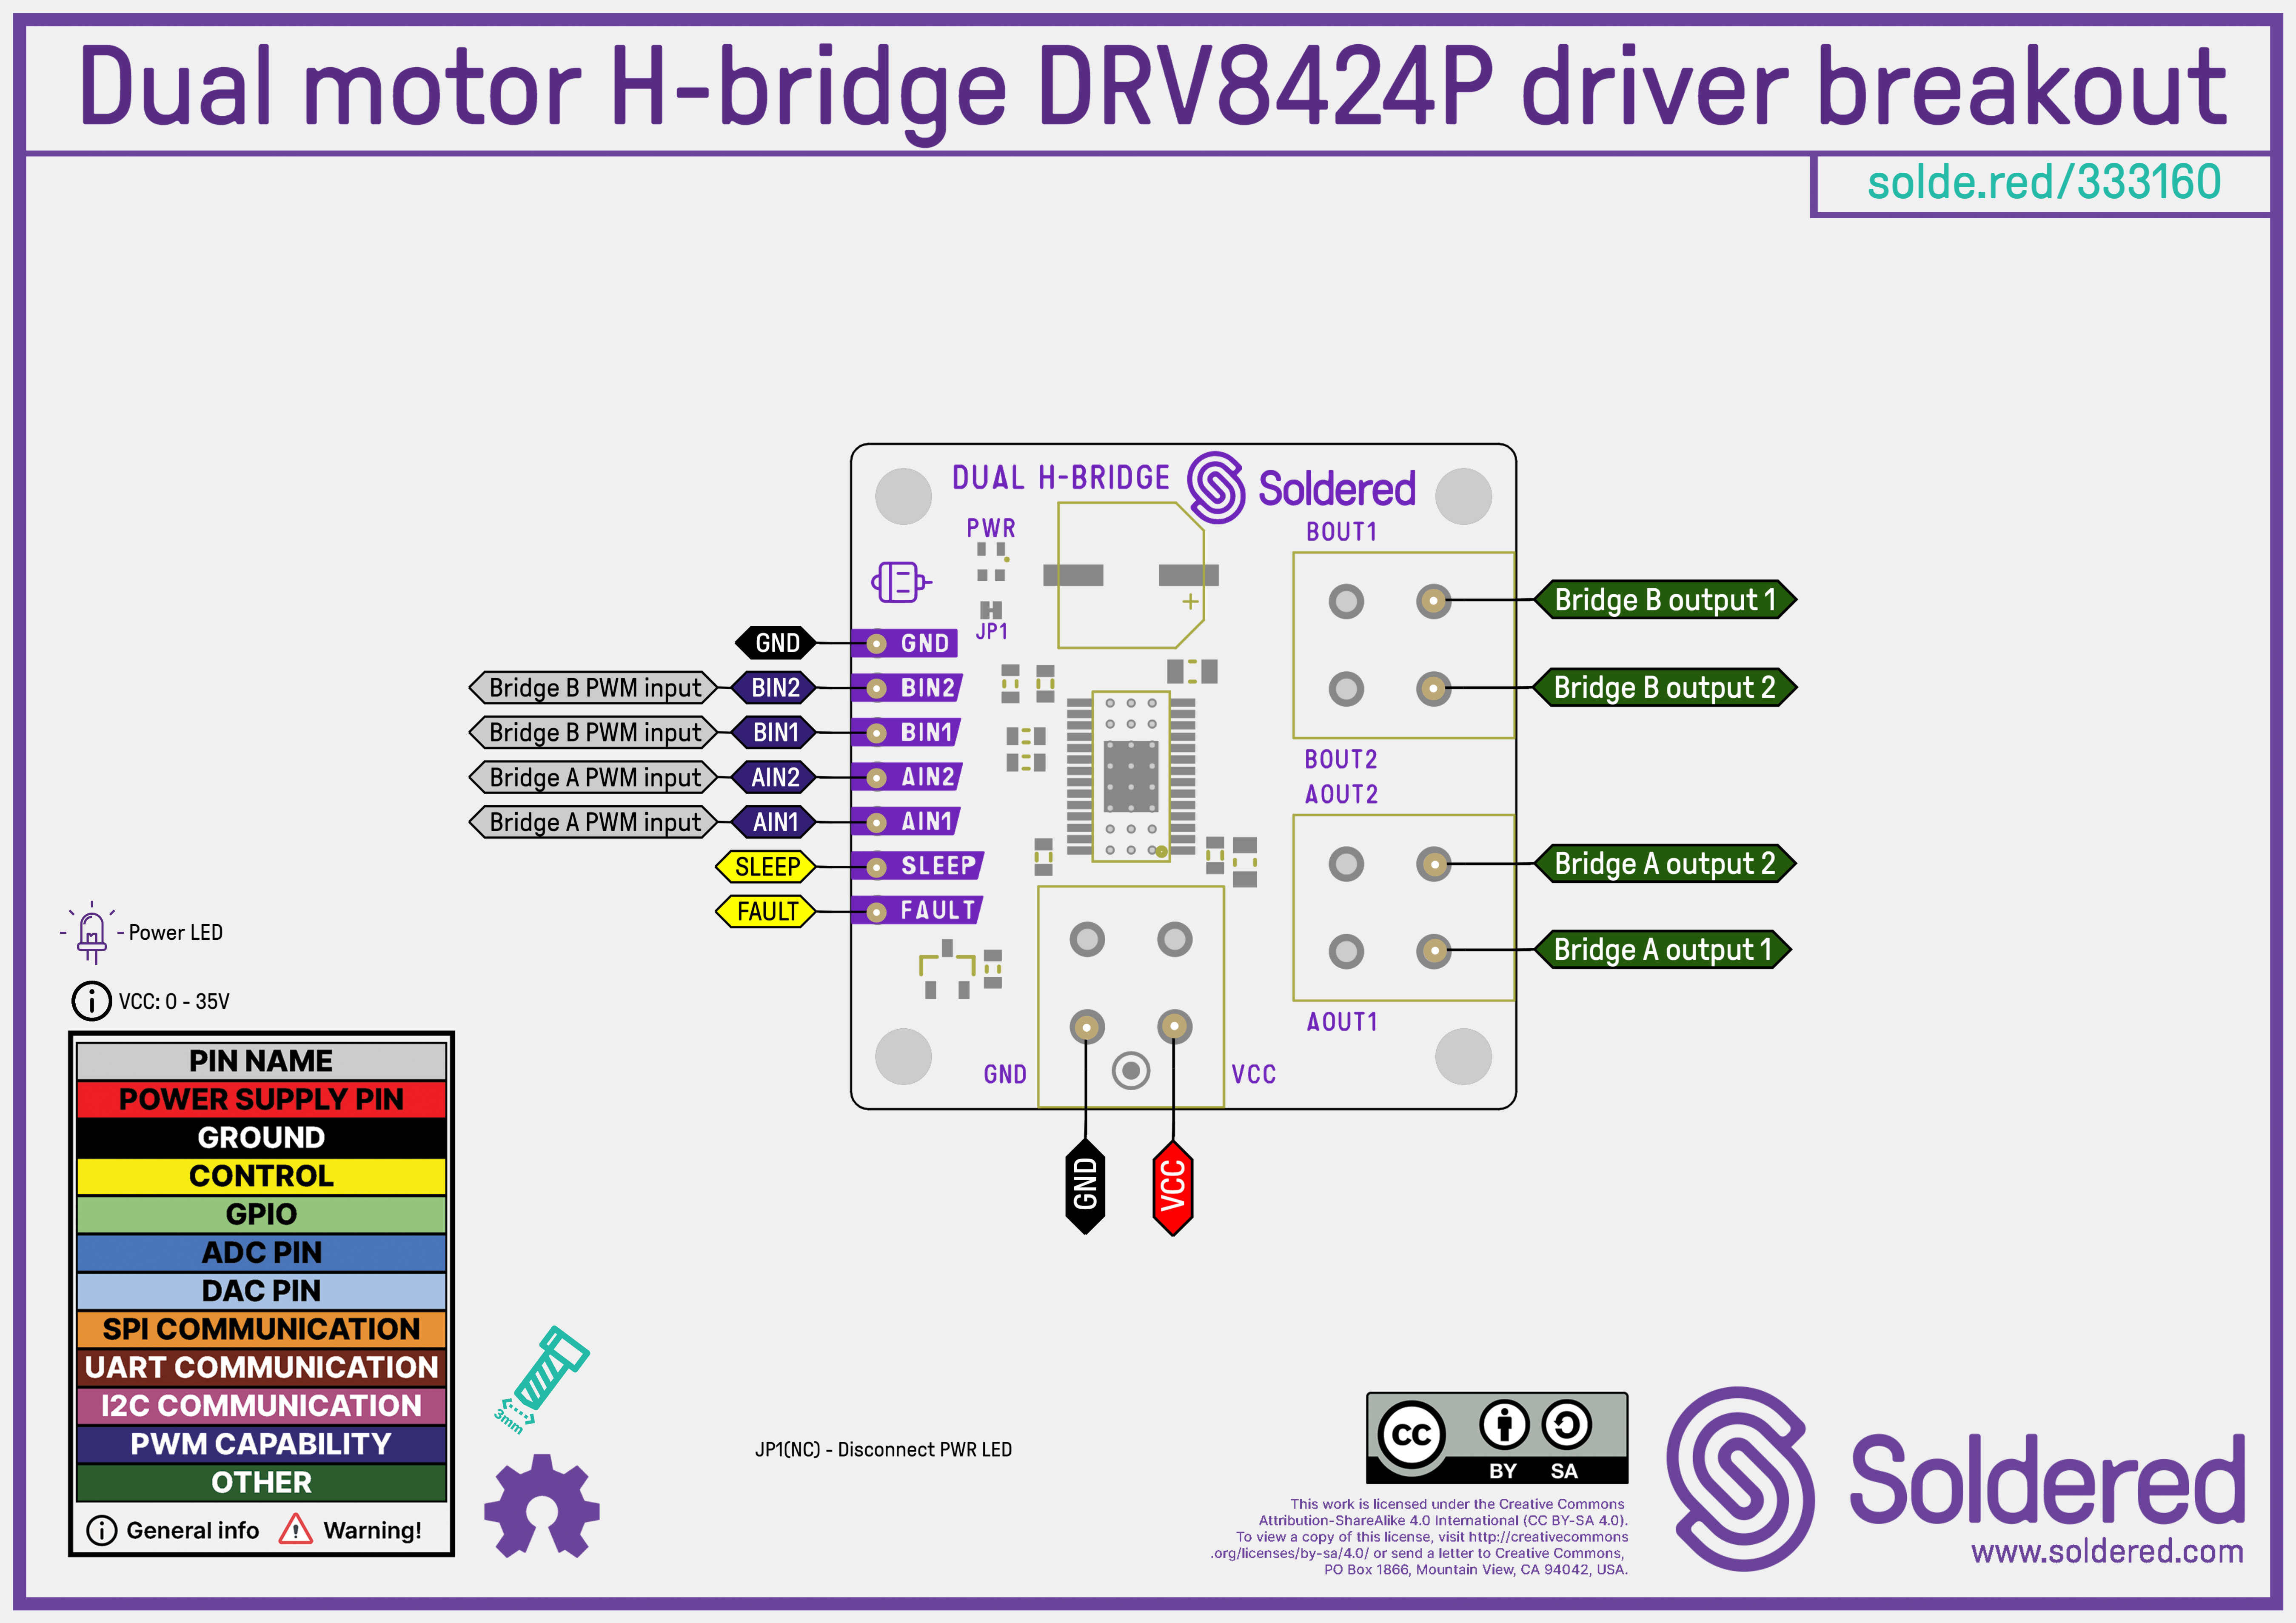 Dual motor H-bridge DRV8424P driver breakout
solde.red/333160
DUAL H-BRIDGE
Soldered
PWR
JP1
BOUT1
BOUT2
AOUT2
AOUT1
GND
GND
Bridge B PWM input BIN2 BIN2
Bridge B PWM input BIN1 BIN1
Bridge A PWM input AIN2 AIN2
Bridge A PWM input AIN1 AIN1
SLEEP SLEEP
FAULT FAULT
Bridge B output 1
Bridge B output 2
Bridge A output 2
Bridge A output 1
GND
VCC
GND
VCC
Power LED
VCC: 0 - 35V
PIN NAME
POWER SUPPLY PIN
GROUND
CONTROL
GPIO
ADC PIN
DAC PIN
SPI COMMUNICATION
UART COMMUNICATION
I2C COMMUNICATION
PWM CAPABILITY
OTHER
General info Warning!
3mm
JP1(NC) - Disconnect PWR LED
CC
BY SA
This work is licensed under the Creative Commons
Attribution-ShareAlike 4.0 International (CC BY-SA 4.0).
To view a copy of this license, visit http://creativecommons
.org/licenses/by-sa/4.0/ or send a letter to Creative Commons,
PO Box 1866, Mountain View, CA 94042, USA.
Soldered
www.soldered.com